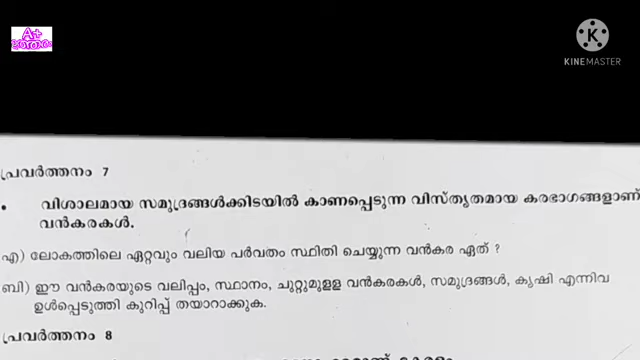 A+
KINEMASTER
പ്രവർത്തനം 7
• വിശാലമായ സമുദ്രങ്ങൾക്കിടയിൽ കാണപ്പെടുന്ന വിസ്തൃതമായ കരഭാഗങ്ങളാണ്
വൻകരകൾ.
എ) ലോകത്തിലെ ഏറ്റവും വലിയ പർവതം സ്ഥിതി ചെയ്യുന്ന വൻകര ഏത് ?
ബി) ഈ വൻകരയുടെ വലിപ്പം, സ്ഥാനം, ചുറ്റുമുളള വൻകരകൾ, സമുദ്രങ്ങൾ, കൃഷി എന്നിവ
ഉൾപ്പെടുത്തി കുറിപ്പ് തയാറാക്കുക.
പ്രവർത്തനം 8